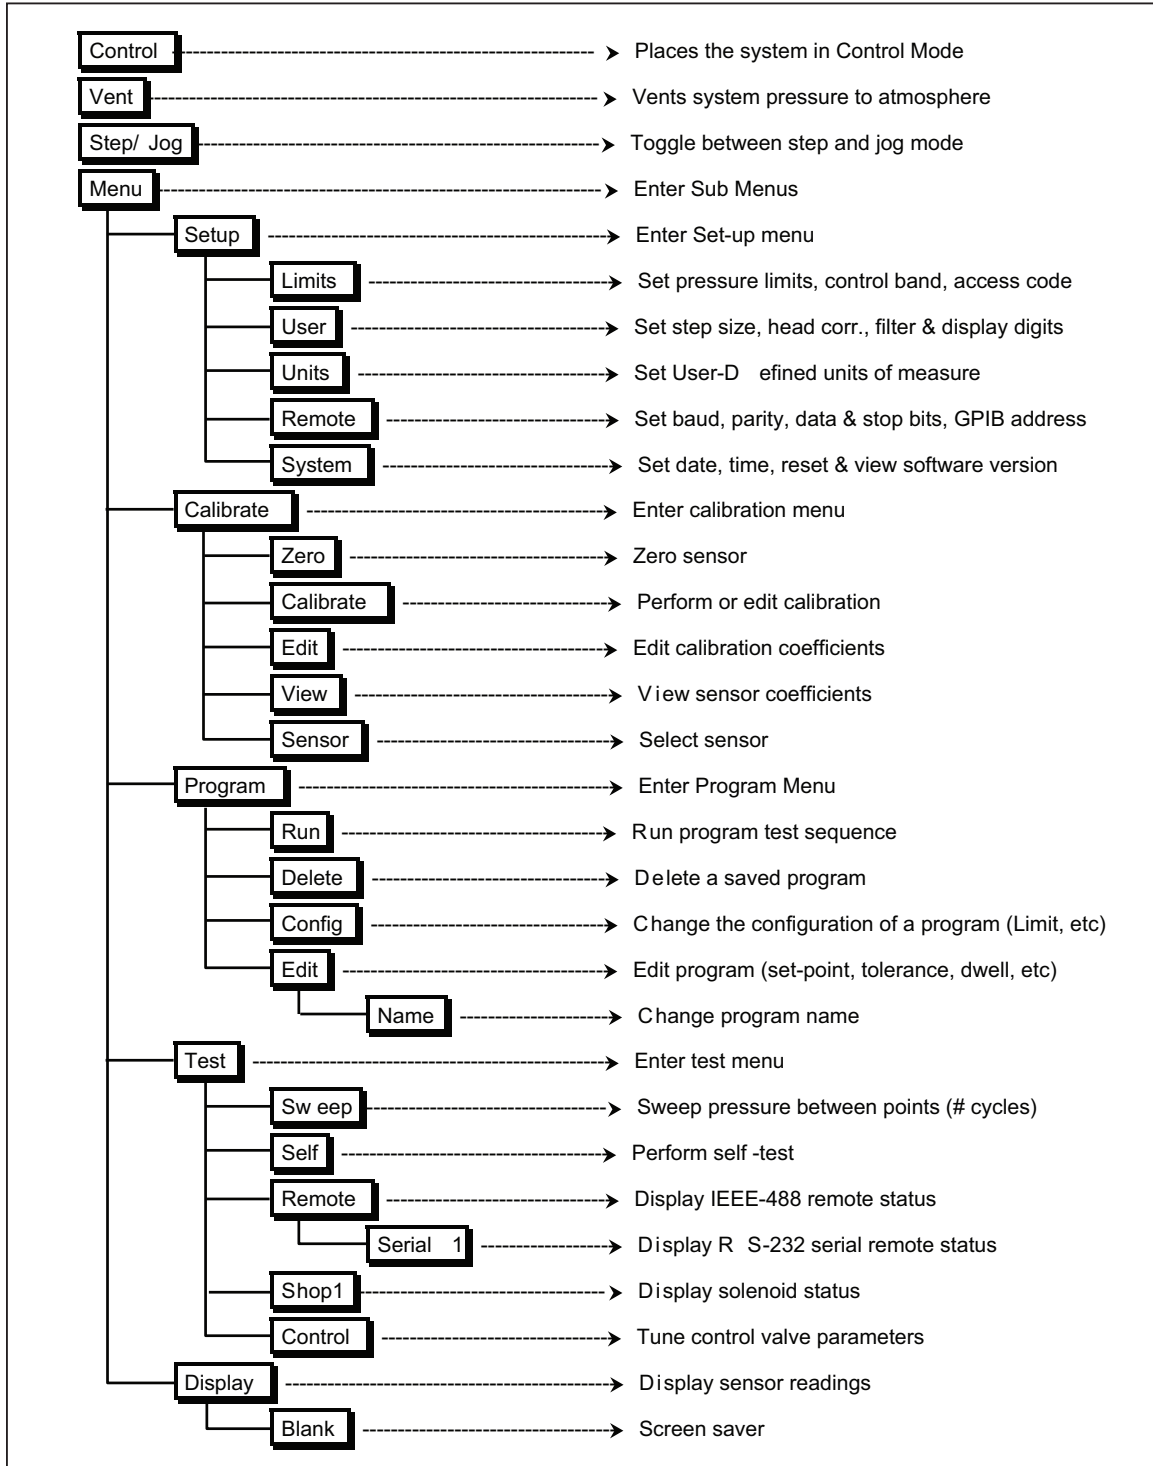 Control Places the system in Control Mode
Vent Vents system pressure to atmosphere
Step/ Jog Toggle between step and jog mode
Menu Enter Sub Menus
Setup Enter Set-up menu
Limits Set pressure limits, control band, access code
User Set step size, head corr., filter & display digits
Units Set User-D efined units of measure
Remote Set baud, parity, data & stop bits, GPIB address
System Set date, time, reset & view software version
Calibrate Enter calibration menu
Zero Zero sensor
Calibrate Perform or edit calibration
Edit Edit calibration coefficients
View View sensor coefficients
Sensor Select sensor
Program Enter Program Menu
Run Run program test sequence
Delete Delete a saved program
Config Change the configuration of a program (Limit, etc)
Edit Edit program (set-point, tolerance, dwell, etc)
Name Change program name
Test Enter test menu
Sw eep Sweep pressure between points (# cycles)
Self Perform self -test
Remote Display IEEE-488 remote status
Serial 1 Display R S-232 serial remote status
Shop1 Display solenoid status
Control Tune control valve parameters
Display Display sensor readings
Blank Screen saver